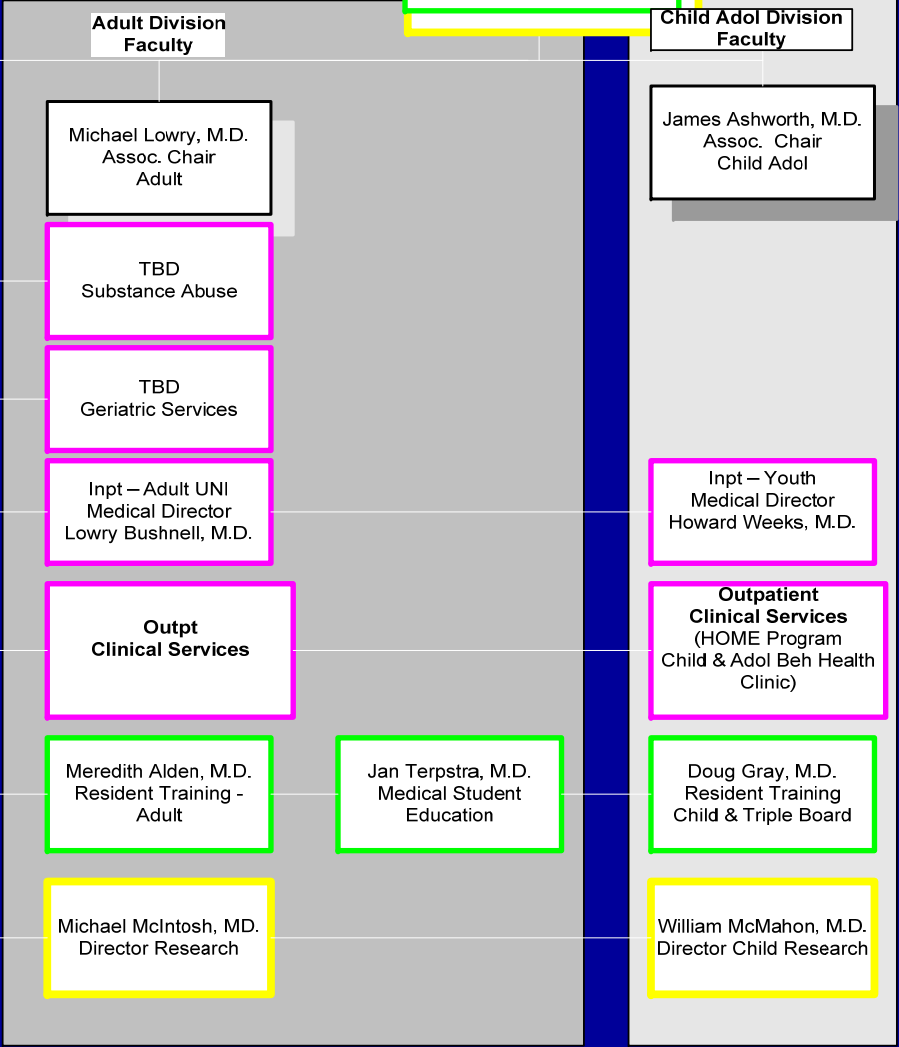 Adult Division
Faculty
Child Adol Division
Faculty
Michael Lowry, M.D.
Assoc. Chair
Adult
James Ashworth, M.D.
Assoc. Chair
Child Adol
TBD
Substance Abuse
TBD
Geriatric Services
Inpt – Adult UNI
Medical Director
Lowry Bushnell, M.D.
Inpt – Youth
Medical Director
Howard Weeks, M.D.
Outpt
Clinical Services
Outpatient
Clinical Services
(HOME Program
Child & Adol Beh Health
Clinic)
Meredith Alden, M.D.
Resident Training -
Adult
Jan Terpstra, M.D.
Medical Student
Education
Doug Gray, M.D.
Resident Training
Child & Triple Board
Michael McIntosh, MD.
Director Research
William McMahon, M.D.
Director Child Research